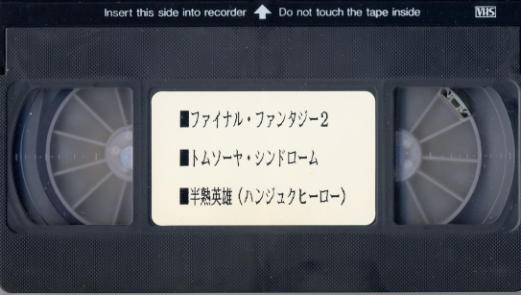 Insert this side into recorder ⬆ Do not touch the tape inside VHS
■ファイナル・ファンタジー2
■トムソーヤ・シンドローム
■半熟英雄（ハンジュクヒーロー）